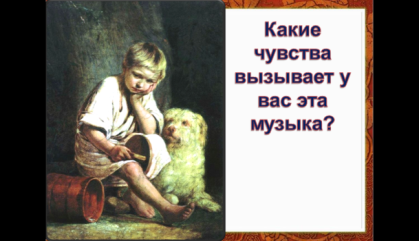 Какие
чувства
вызывает у
вас эта
музыка?